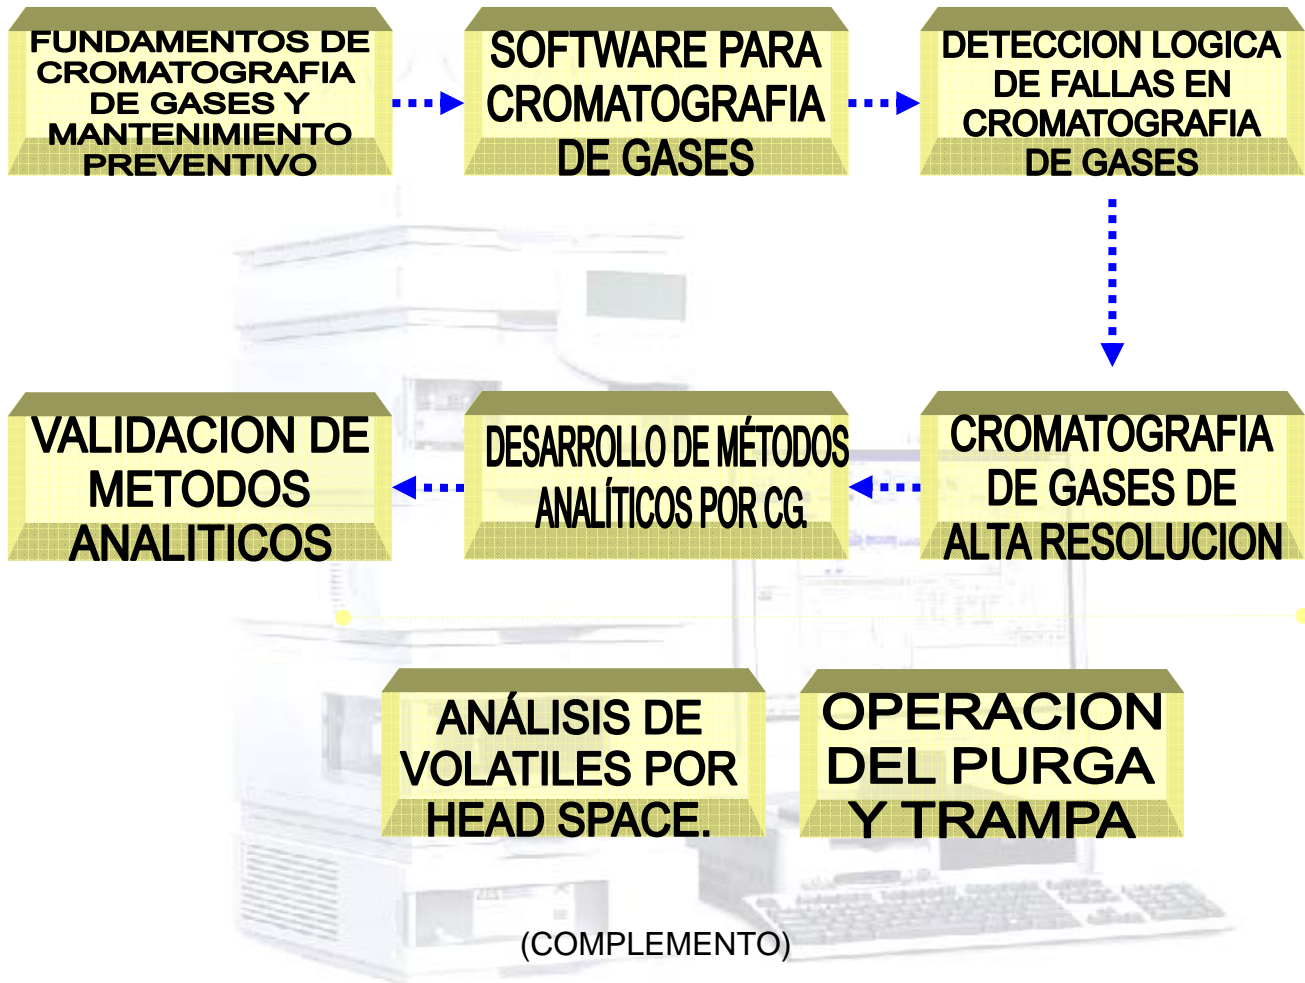 FUNDAMENTOS DE
CROMATOGRAFIA
DE GASES Y
MANTENIMIENTO
PREVENTIVO
SOFTWARE PARA
CROMATOGRAFIA
DE GASES
DETECCION LOGICA
DE FALLAS EN
CROMATOGRAFIA
DE GASES
CROMATOGRAFIA
DE GASES DE
ALTA RESOLUCION
DESARROLLO DE MÉTODOS
ANALÍTICOS POR CG.
VALIDACION DE
METODOS
ANALITICOS
ANÁLISIS DE
VOLATILES POR
HEAD SPACE.
OPERACION
DEL PURGA
Y TRAMPA
(COMPLEMENTO)